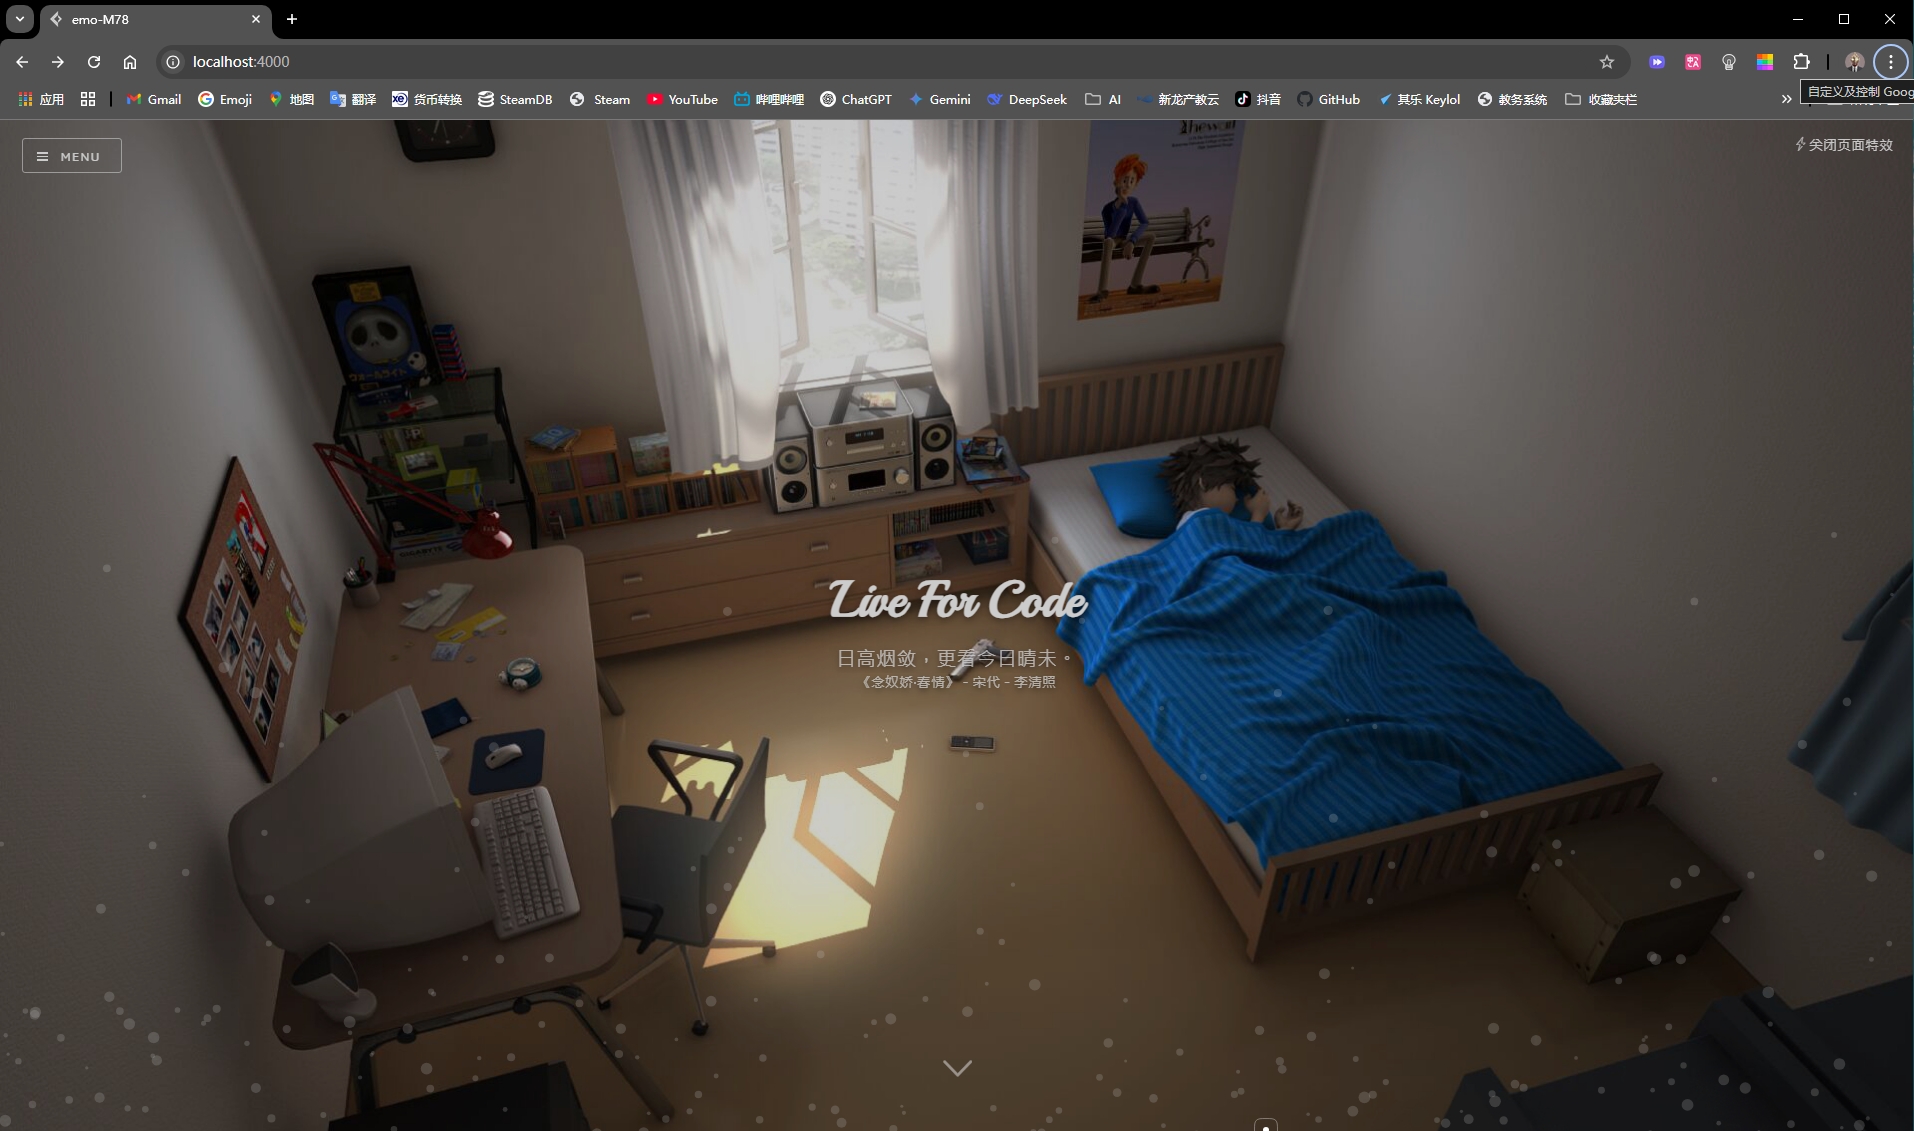 emo-M78
localhost:4000
应用
Gmail
Emoji
地图
翻译
货币转换
SteamDB
Steam
YouTube
哔哩哔哩
ChatGPT
Gemini
DeepSeek
AI
新龙产教云
抖音
GitHub
其乐 Keylol
教务系统
收藏夹栏
自定义及控制 Goog
MENU
关闭页面特效
Live For Code
日高烟敛，更看今日晴未。
《念奴娇·春情》 - 宋代 - 李清照